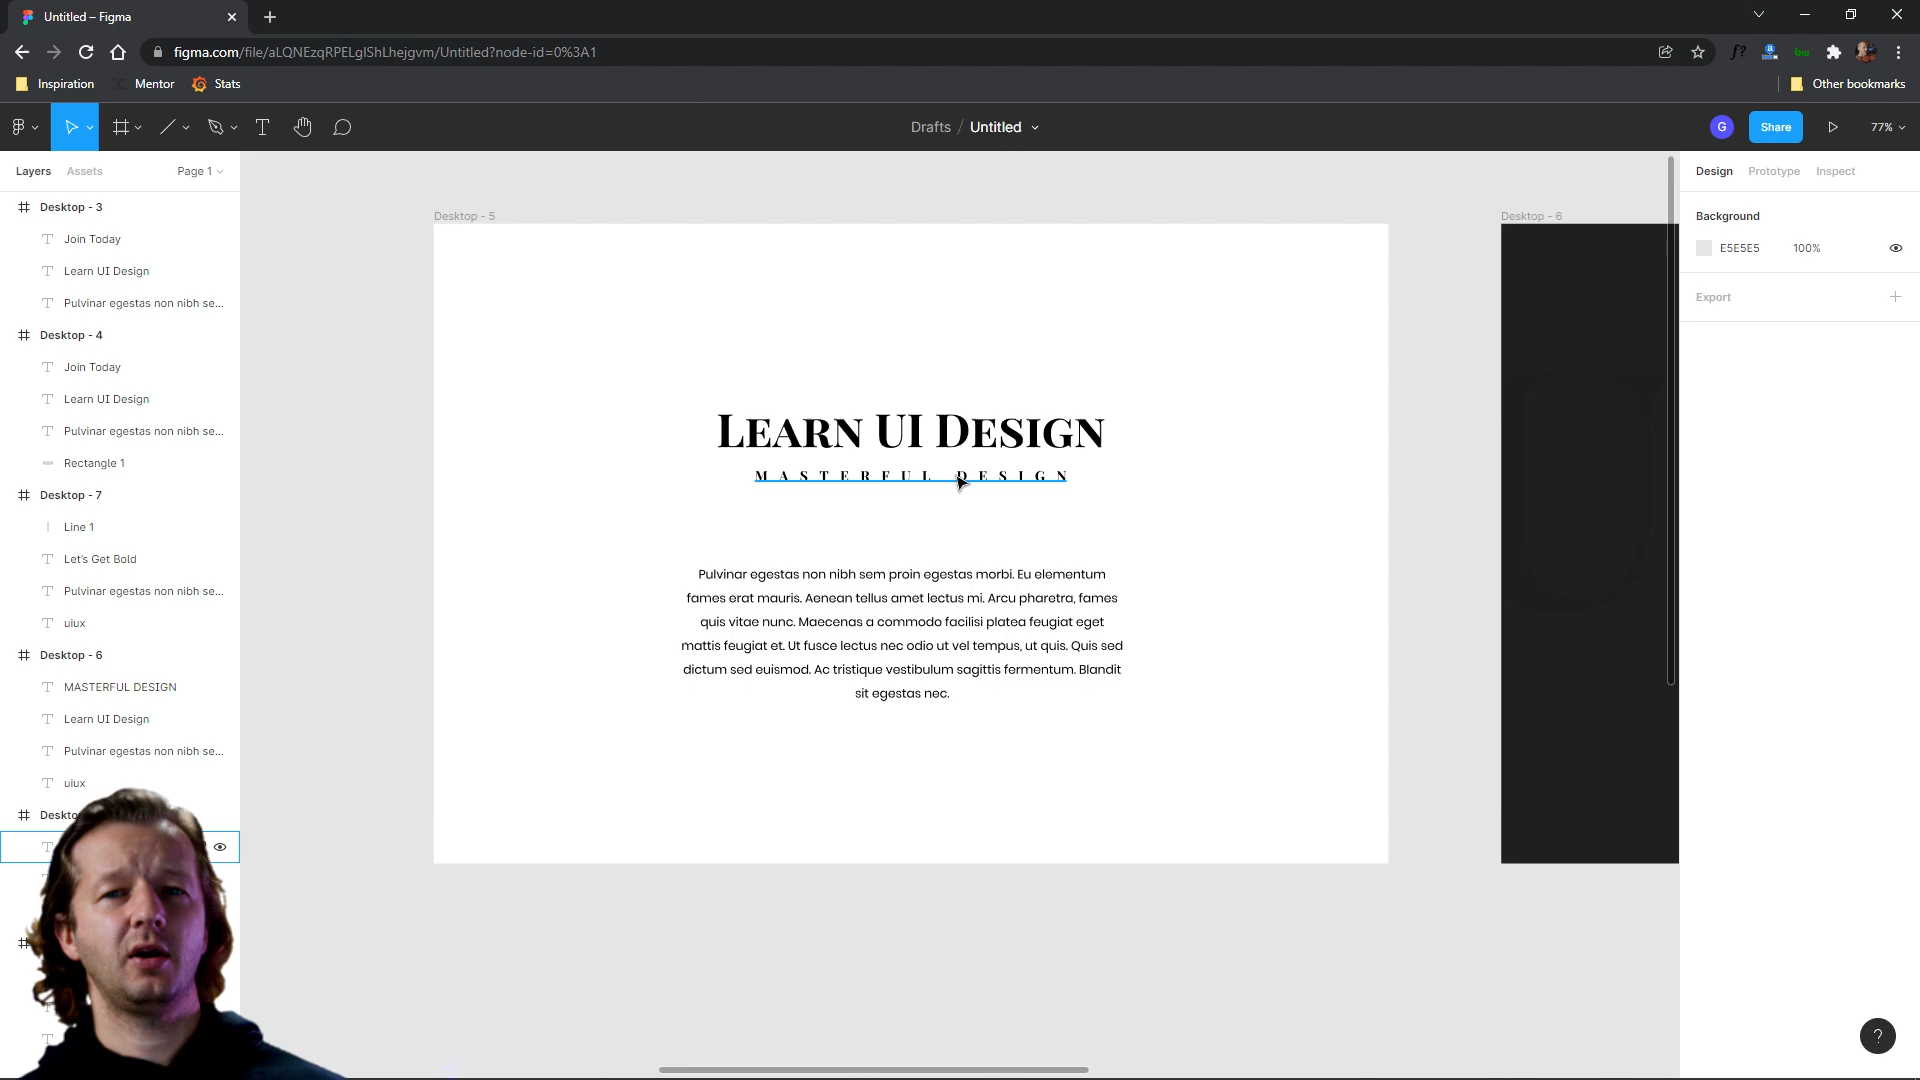 Untitled – Figma
figma.com/file/aLQNEzqRPELgIShLhejgvm/Untitled?node-id=0%3A1
Inspiration
Mentor
Stats
Other bookmarks
Drafts / Untitled
G
Share
77%
Layers
Assets
Page 1
Design
Prototype
Inspect
Desktop - 3
Join Today
Learn UI Design
Pulvinar egestas non nibh se...
Desktop - 4
Join Today
Learn UI Design
Pulvinar egestas non nibh se...
Rectangle 1
Desktop - 7
Line 1
Let's Get Bold
Pulvinar egestas non nibh se...
uiux
Desktop - 6
MASTERFUL DESIGN
Learn UI Design
Pulvinar egestas non nibh se...
uiux
Desktop - 5
Learn UI Design
MASTERFUL DESIGN
Pulvinar egestas non nibh sem proin egestas morbi. Eu elementum
fames erat mauris. Aenean tellus amet lectus mi. Arcu pharetra, fames
quis vitae nunc. Maecenas a commodo facilisi platea feugiat eget
mattis feugiat et. Ut fusce lectus nec odio ut vel tempus, ut quis. Quis sed
dictum sed euismod. Ac tristique vestibulum sagittis fermentum. Blandit
sit egestas nec.
Desktop - 6
Background
E5E5E5
100%
Export
?